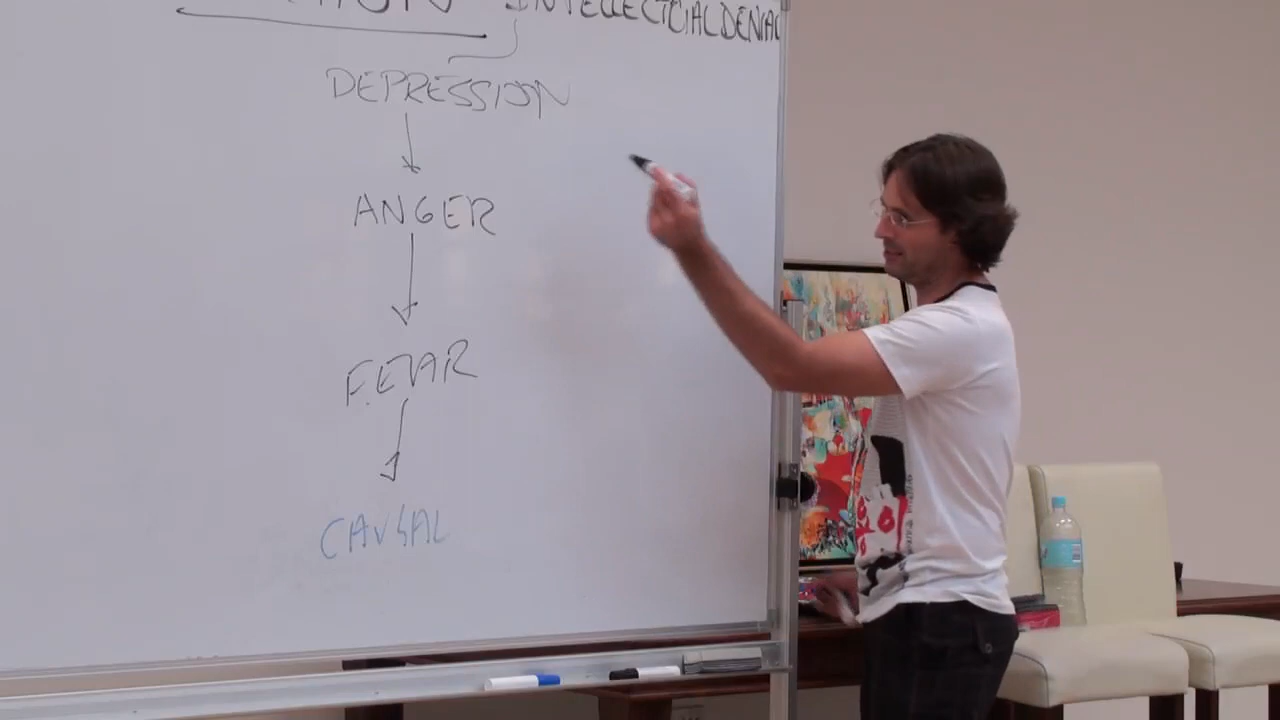 INTELLECTUAL DENIAL
DEPRESSION
ANGER
FEAR
CAUSAL